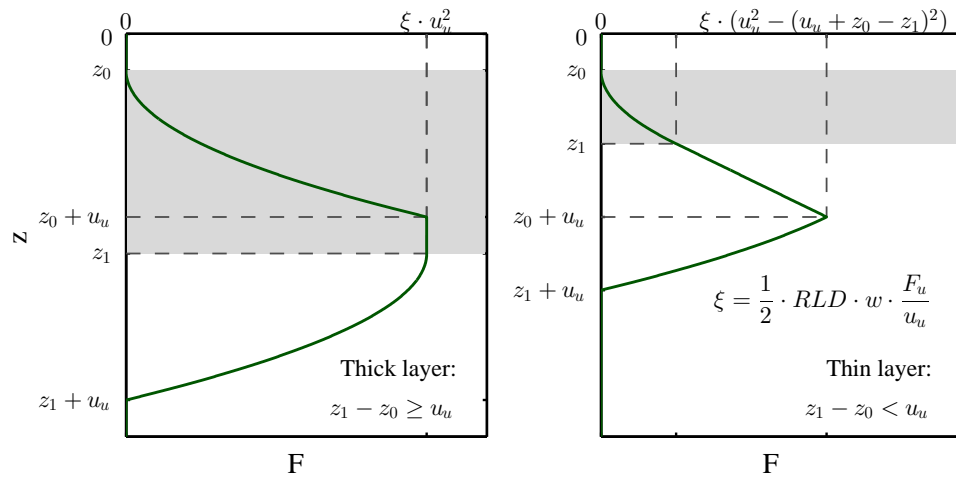 0
ξ · u_u^2
0
z_0
z_0 + u_u
z_1
z_1 + u_u
z
Thick layer:
z_1 − z_0 ≥ u_u
F
0
ξ · (u_u^2 − (u_u + z_0 − z_1)^2)
0
z_0
z_1
z_0 + u_u
z_1 + u_u
ξ = 1/2 · RLD · w · F_u/u_u
Thin layer:
z_1 − z_0 < u_u
F